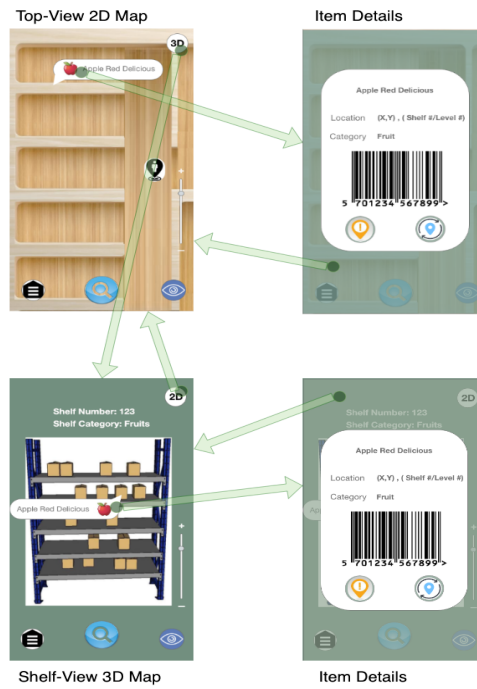 Top-View 2D Map
Item Details
3D
Apple Red Delicious
Apple Red Delicious
Location (X,Y) , ( Shelf #/Level #)
Category Fruit
5 701234 567899 >
2D
Shelf Number: 123
Shelf Category: Fruits
Apple Red Delicious
2D
Shelf Number: 123
Shelf Category: Fruits
Apple Red Delicious
Location (X,Y) , ( Shelf #/Level #)
Category Fruit
Ap
5 701234 567899 >
Shelf-View 3D Map
Item Details